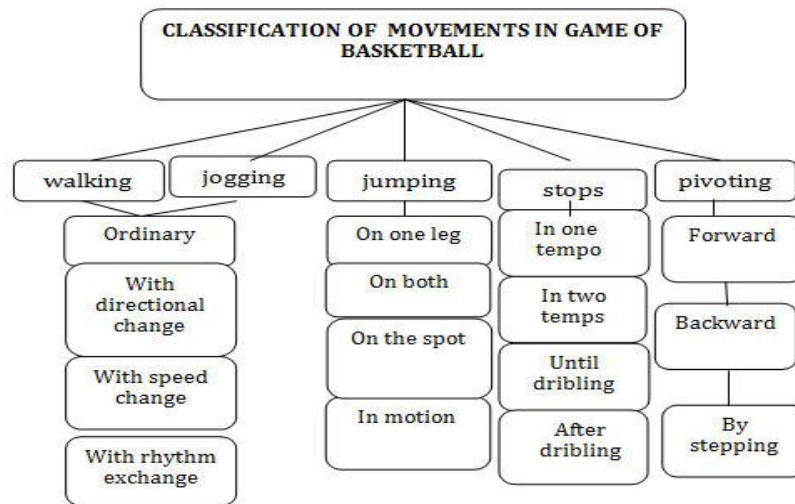 CLASSIFICATION OF MOVEMENTS IN GAME OF
BASKETBALL
walking
jogging
jumping
stops
pivoting
Ordinary
With
directional
change
With speed
change
With rhythm
exchange
On one leg
On both
On the spot
In motion
In one
tempo
In two
temps
Until
dribling
After
dribling
Forward
Backward
By
stepping